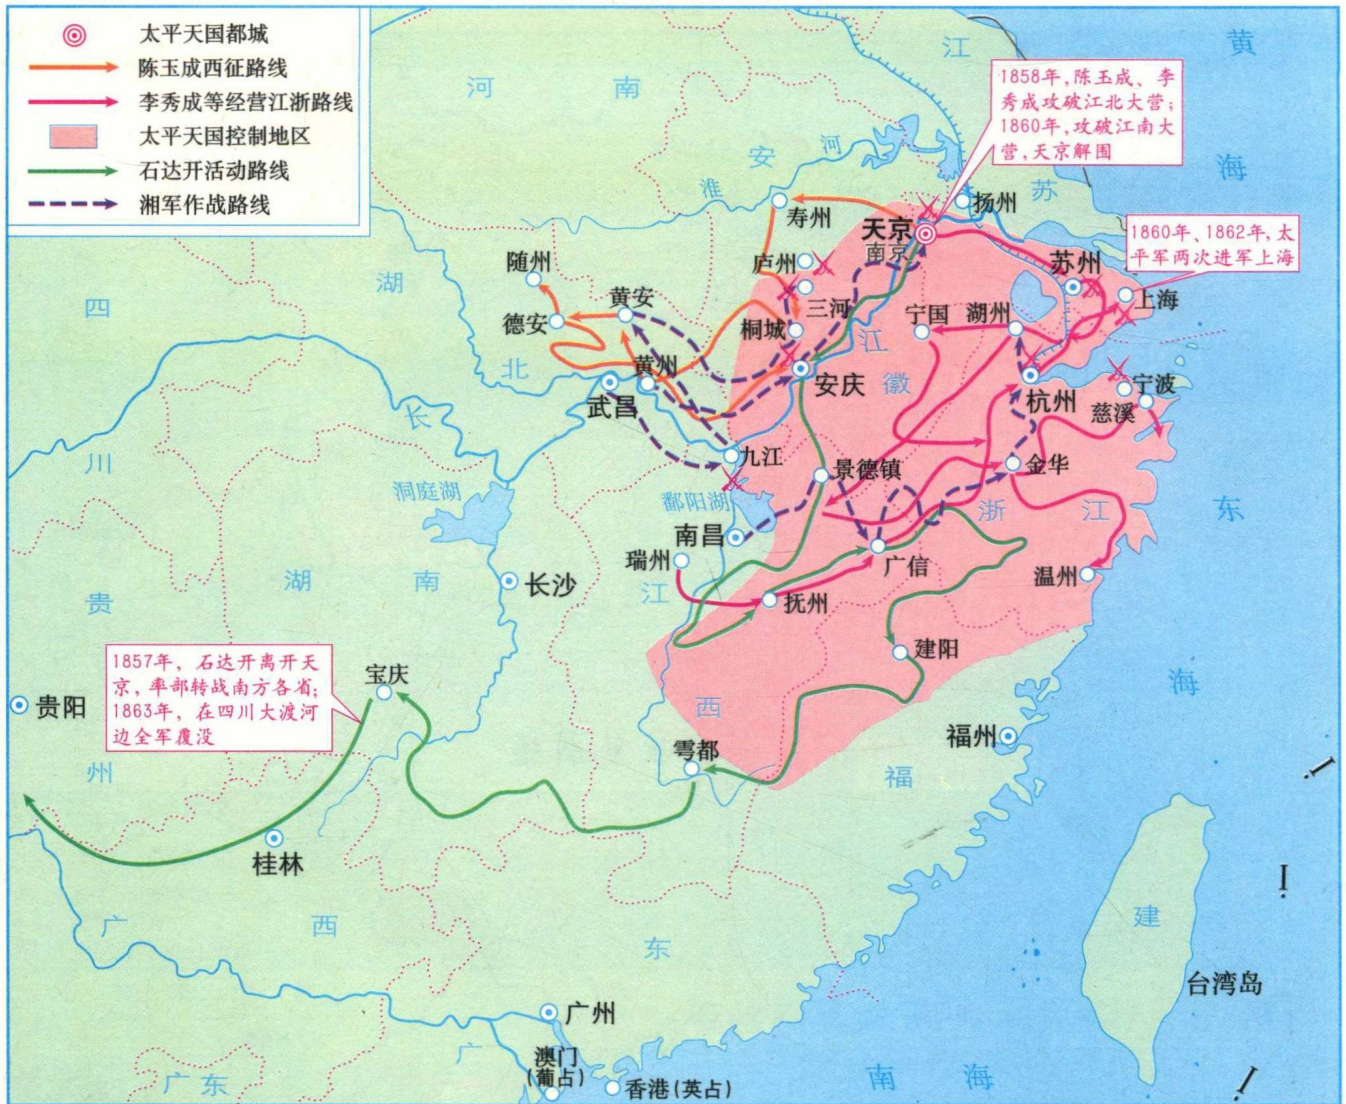 太平天国都城
陈玉成西征路线
李秀成等经营江浙路线
太平天国控制地区
石达开活动路线
湘军作战路线
1858年，陈玉成、李
秀成攻破江北大营；
1860年，攻破江南大
营，天京解围
1860年、1862年，太
平军两次进军上海
1857年，石达开离开天
京，率部转战南方各省；
1863年，在四川大渡河
边全军覆没
河南
江
苏
安
徽
淮
河
黄
海
湖
北
四
川
长
江
洞庭湖
鄱阳湖
湖南
江
西
浙江
东
海
贵
州
福
建
广西
广
东
广东
南海
寿州
扬州
天京
南京
庐州
三河
桐城
苏州
上海
随州
黄安
德安
黄州
武昌
安庆
宁国
湖州
杭州
宁波
慈溪
九江
景德镇
金华
南昌
瑞州
广信
温州
抚州
长沙
建阳
宝庆
贵阳
雩都
福州
桂林
台湾岛
广州
澳门
(葡占)
香港(英占)